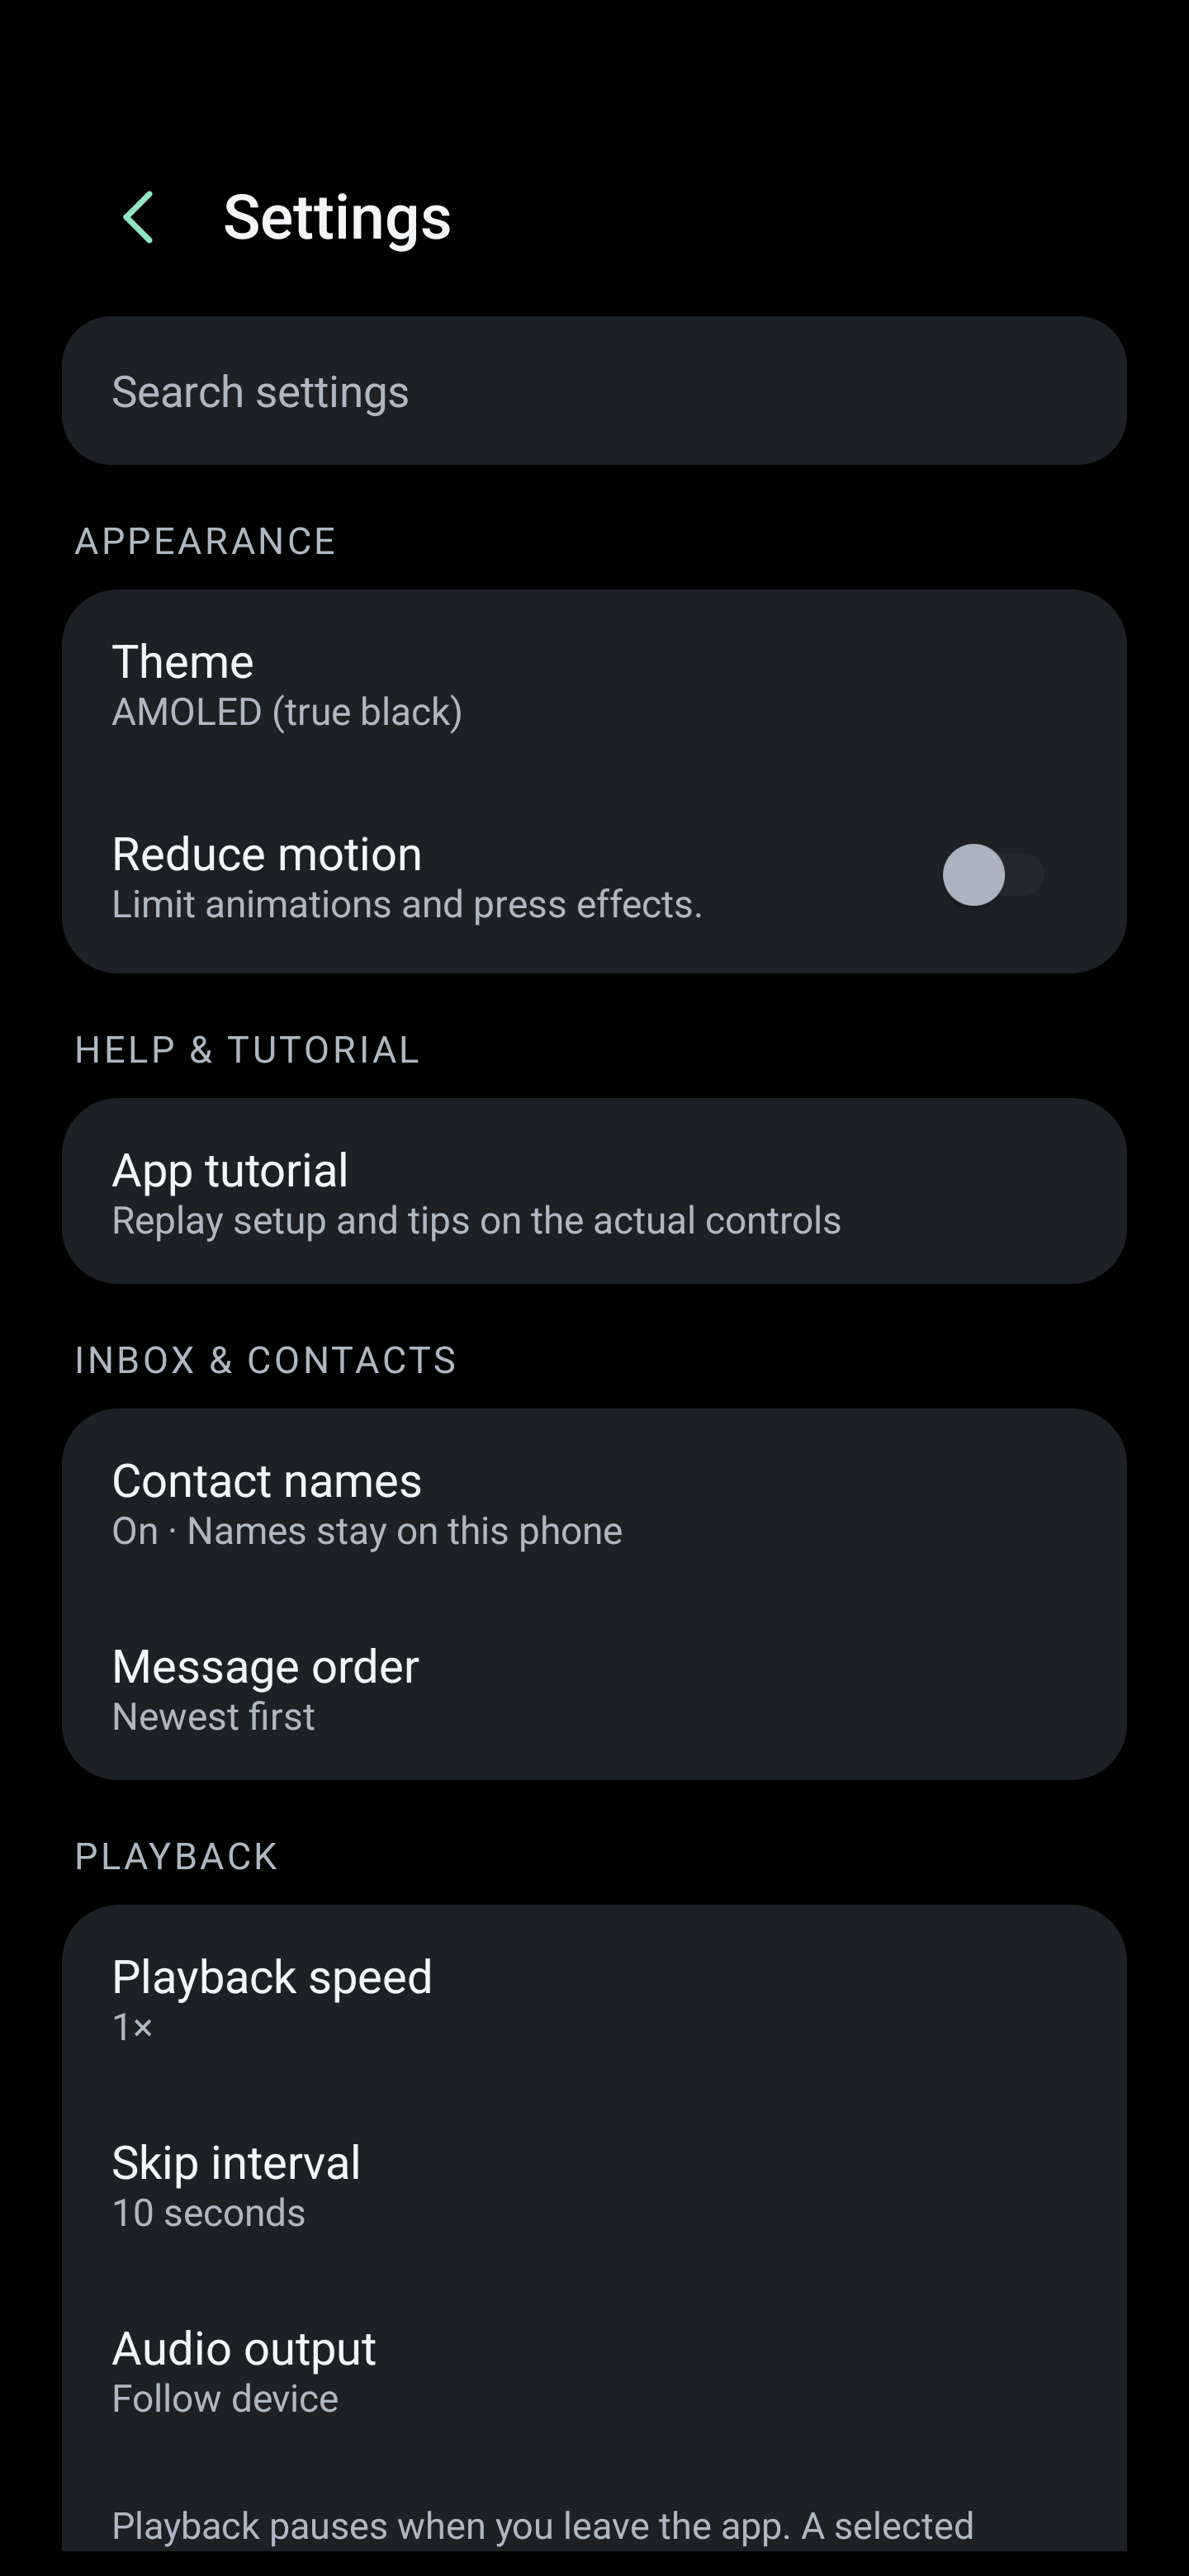 Settings
Search settings
APPEARANCE
Theme
AMOLED (true black)
Reduce motion
Limit animations and press effects.
HELP & TUTORIAL
App tutorial
Replay setup and tips on the actual controls
INBOX & CONTACTS
Contact names
On · Names stay on this phone
Message order
Newest first
PLAYBACK
Playback speed
1×
Skip interval
10 seconds
Audio output
Follow device
Playback pauses when you leave the app. A selected